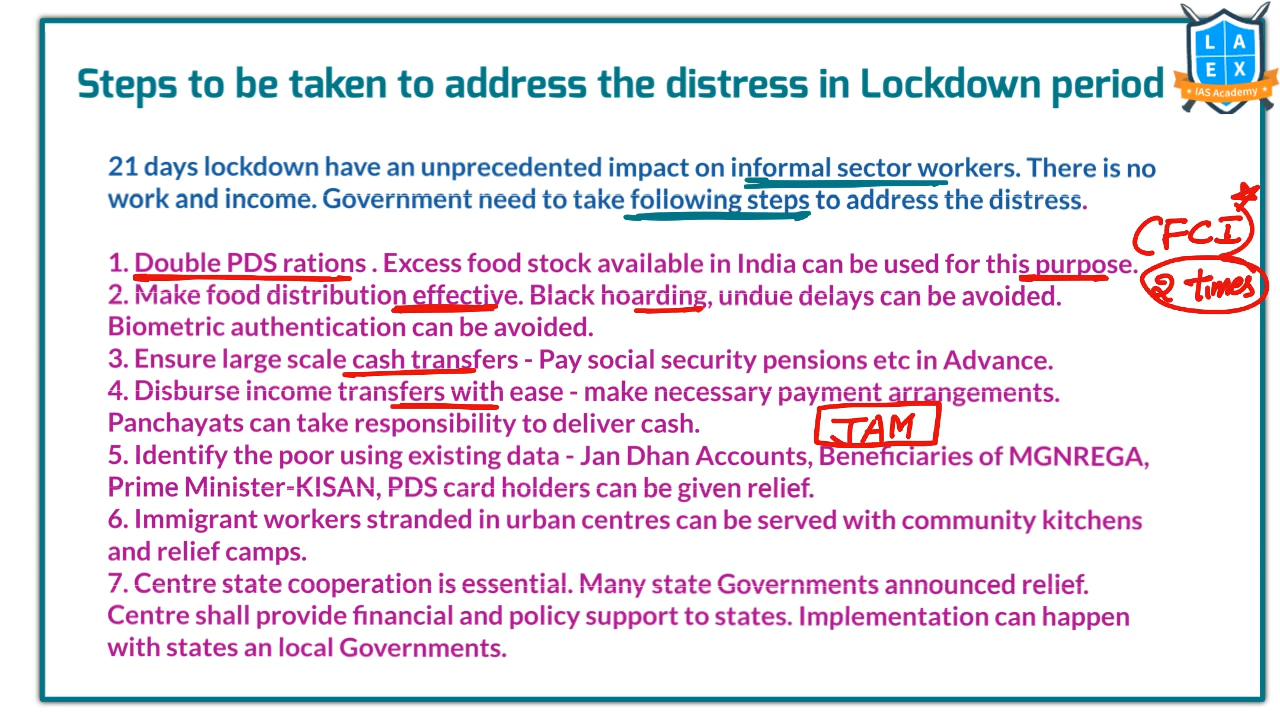 Steps to be taken to address the distress in Lockdown period
L A
E X
IAS Academy
21 days lockdown have an unprecedented impact on informal sector workers. There is no
work and income. Government need to take following steps to address the distress.
(FCI)
1. Double PDS rations . Excess food stock available in India can be used for this purpose.
2 times
2. Make food distribution effective. Black hoarding, undue delays can be avoided.
Biometric authentication can be avoided.
3. Ensure large scale cash transfers - Pay social security pensions etc in Advance.
4. Disburse income transfers with ease - make necessary payment arrangements.
Panchayats can take responsibility to deliver cash.
JAM
5. Identify the poor using existing data - Jan Dhan Accounts, Beneficiaries of MGNREGA,
Prime Minister-KISAN, PDS card holders can be given relief.
6. Immigrant workers stranded in urban centres can be served with community kitchens
and relief camps.
7. Centre state cooperation is essential. Many state Governments announced relief.
Centre shall provide financial and policy support to states. Implementation can happen
with states an local Governments.